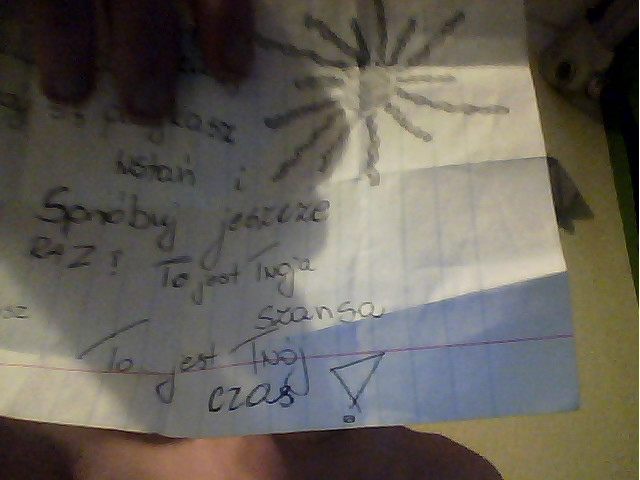 wstań i
Spróbuj jeszcze
RAZ! To jest Twoja
szansa
To jest Twój
czas!